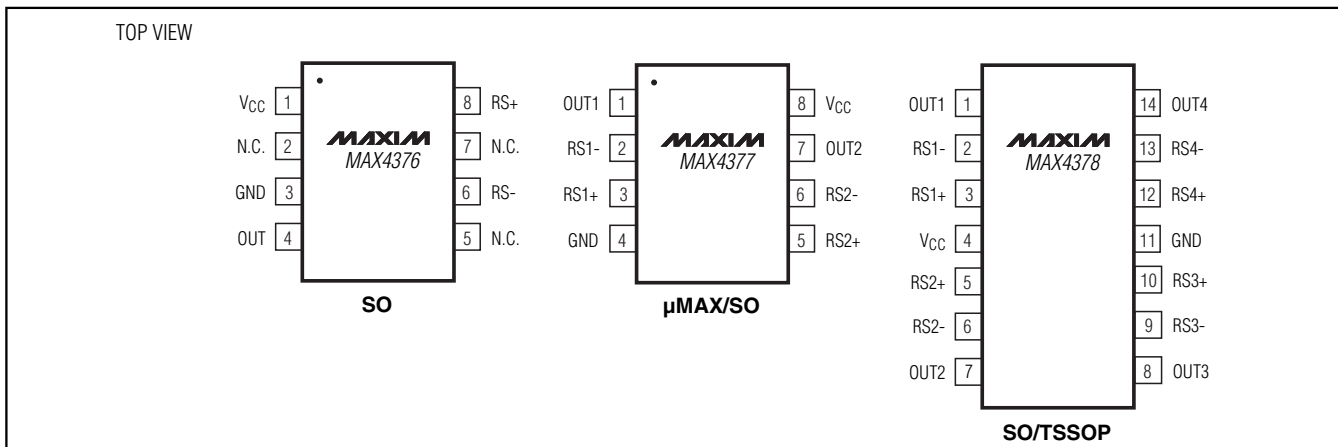 TOP VIEW
VCC 1
N.C. 2
GND 3
OUT 4
MAXIM
MAX4376
8 RS+
7 N.C.
6 RS-
5 N.C.
SO
OUT1 1
RS1- 2
RS1+ 3
GND 4
MAXIM
MAX4377
8 VCC
7 OUT2
6 RS2-
5 RS2+
µMAX/SO
OUT1 1
RS1- 2
RS1+ 3
VCC 4
RS2+ 5
RS2- 6
OUT2 7
MAXIM
MAX4378
14 OUT4
13 RS4-
12 RS4+
11 GND
10 RS3+
9 RS3-
8 OUT3
SO/TSSOP